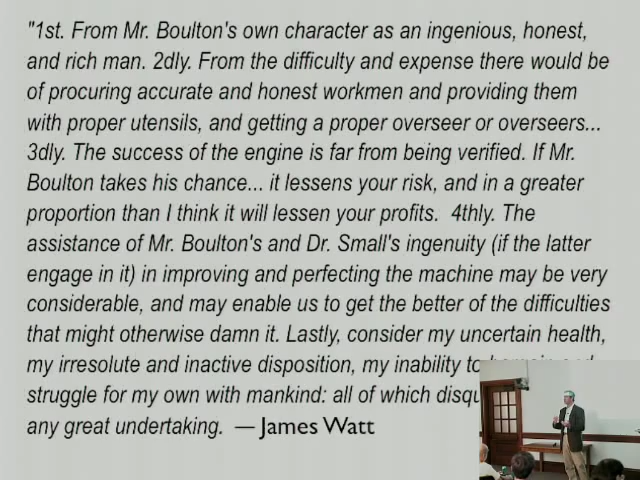 "1st. From Mr. Boulton's own character as an ingenious, honest,
and rich man. 2dly. From the difficulty and expense there would be
of procuring accurate and honest workmen and providing them
with proper utensils, and getting a proper overseer or overseers...
3dly. The success of the engine is far from being verified. If Mr.
Boulton takes his chance... it lessens your risk, and in a greater
proportion than I think it will lessen your profits. 4thly. The
assistance of Mr. Boulton's and Dr. Small's ingenuity (if the latter
engage in it) in improving and perfecting the machine may be very
considerable, and may enable us to get the better of the difficulties
that might otherwise damn it. Lastly, consider my uncertain health,
my irresolute and inactive disposition, my inability to
struggle for my own with mankind: all of which
any great undertaking. — James Watt